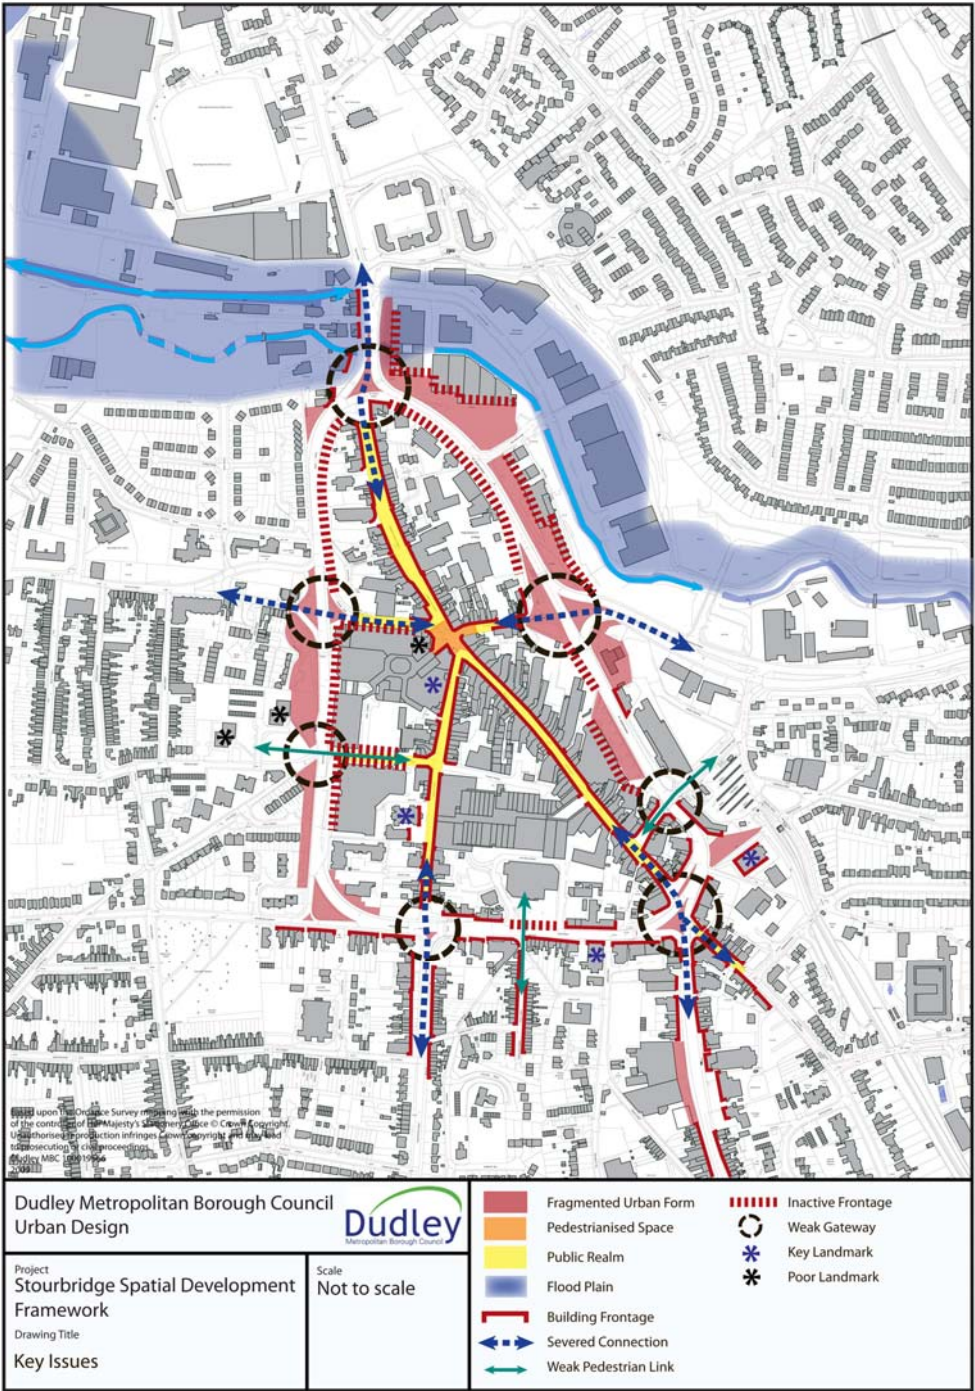 Based upon the Ordnance Survey mapping with the permission
of the controller of Her Majesty's Stationery Office © Crown Copyright.
Unauthorised reproduction infringes Crown copyright and may lead
to prosecution or civil proceedings.
Dudley MBC
Dudley Metropolitan Borough Council
Urban Design
Dudley
Metropolitan Borough Council
Project
Stourbridge Spatial Development
Framework
Drawing Title
Key Issues
Scale
Not to scale
Fragmented Urban Form
Pedestrianised Space
Public Realm
Flood Plain
Building Frontage
Severed Connection
Weak Pedestrian Link
Inactive Frontage
Weak Gateway
Key Landmark
Poor Landmark